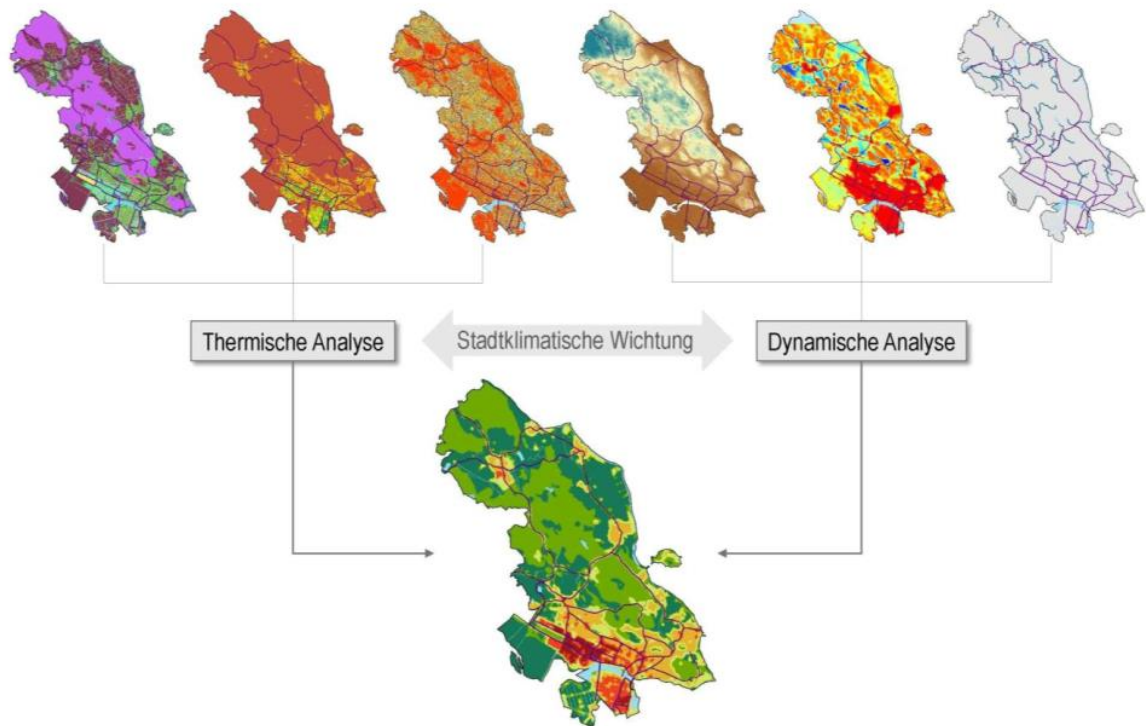 Thermische Analyse
Stadtklimatische Wichtung
Dynamische Analyse